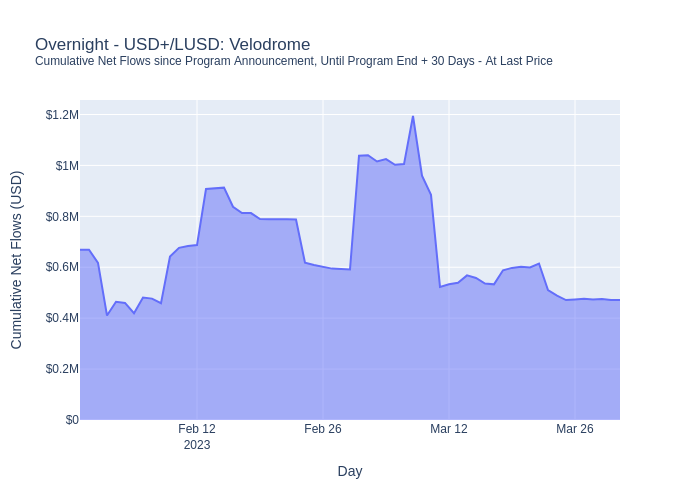 Overnight - USD+/LUSD: Velodrome
Cumulative Net Flows since Program Announcement, Until Program End + 30 Days - At Last Price
Cumulative Net Flows (USD)
$1.2M
$1M
$0.8M
$0.6M
$0.4M
$0.2M
$0
Feb 12
2023
Feb 26
Mar 12
Mar 26
Day